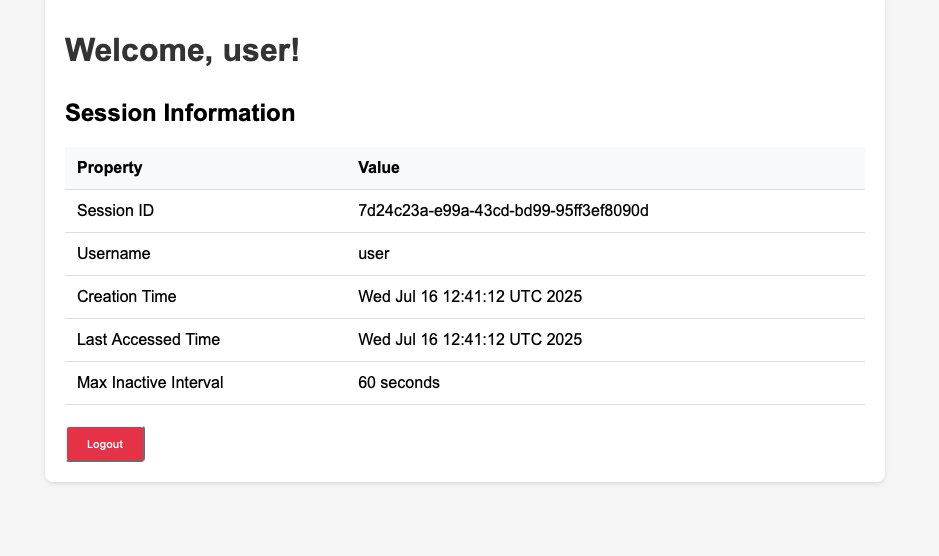 Welcome, user!
Session Information
Property Value
Session ID 7d24c23a-e99a-43cd-bd99-95ff3ef8090d
Username user
Creation Time Wed Jul 16 12:41:12 UTC 2025
Last Accessed Time Wed Jul 16 12:41:12 UTC 2025
Max Inactive Interval 60 seconds
Logout